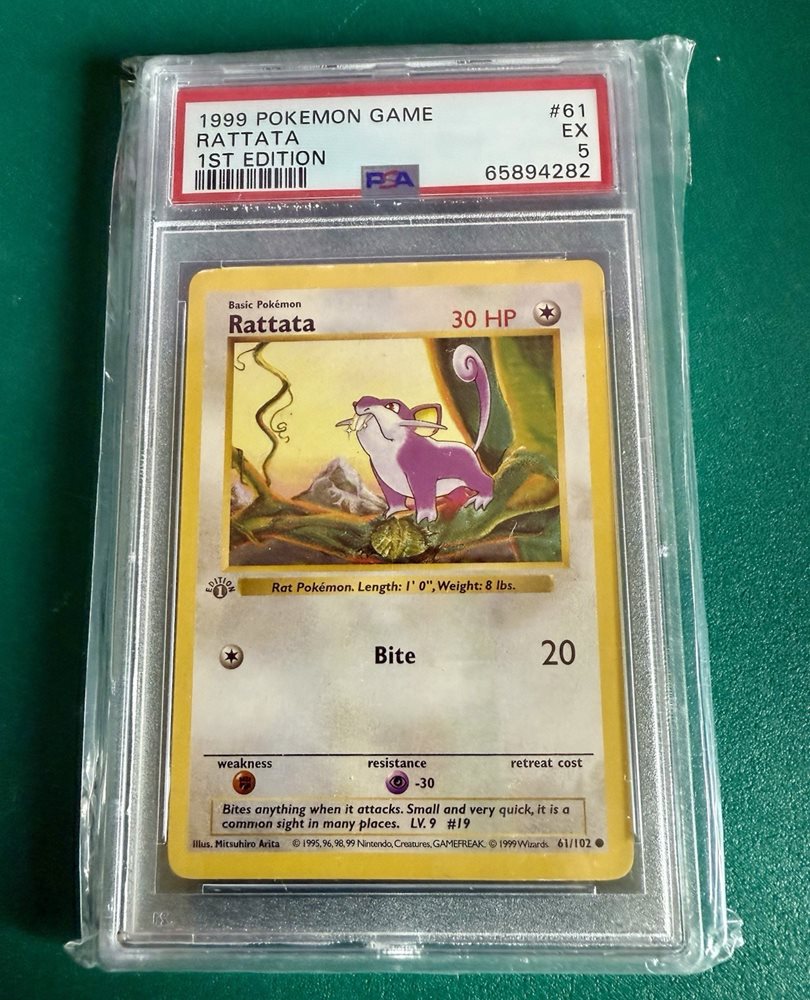 1999 POKEMON GAME #61
RATTATA EX
1ST EDITION 5
PSA 65894282
Basic Pokémon
Rattata 30 HP
EDITION
1
Rat Pokémon. Length: 1' 0", Weight: 8 lbs.
Bite 20
weakness resistance retreat cost
-30
Bites anything when it attacks. Small and very quick, it is a
common sight in many places. LV. 9 #19
Illus. Mitsuhiro Arita © 1995, 96, 98, 99 Nintendo, Creatures, GAMEFREAK. © 1999 Wizards. 61/102